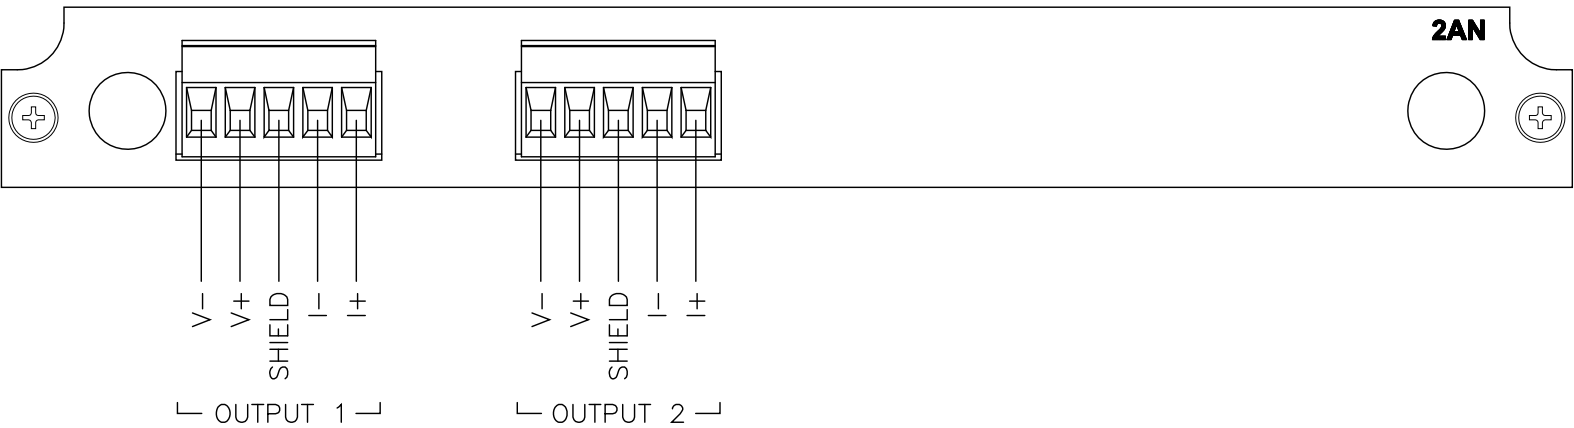 2AN
V-
V+
SHIELD
I-
I+
V-
V+
SHIELD
I-
I+
OUTPUT 1
OUTPUT 2